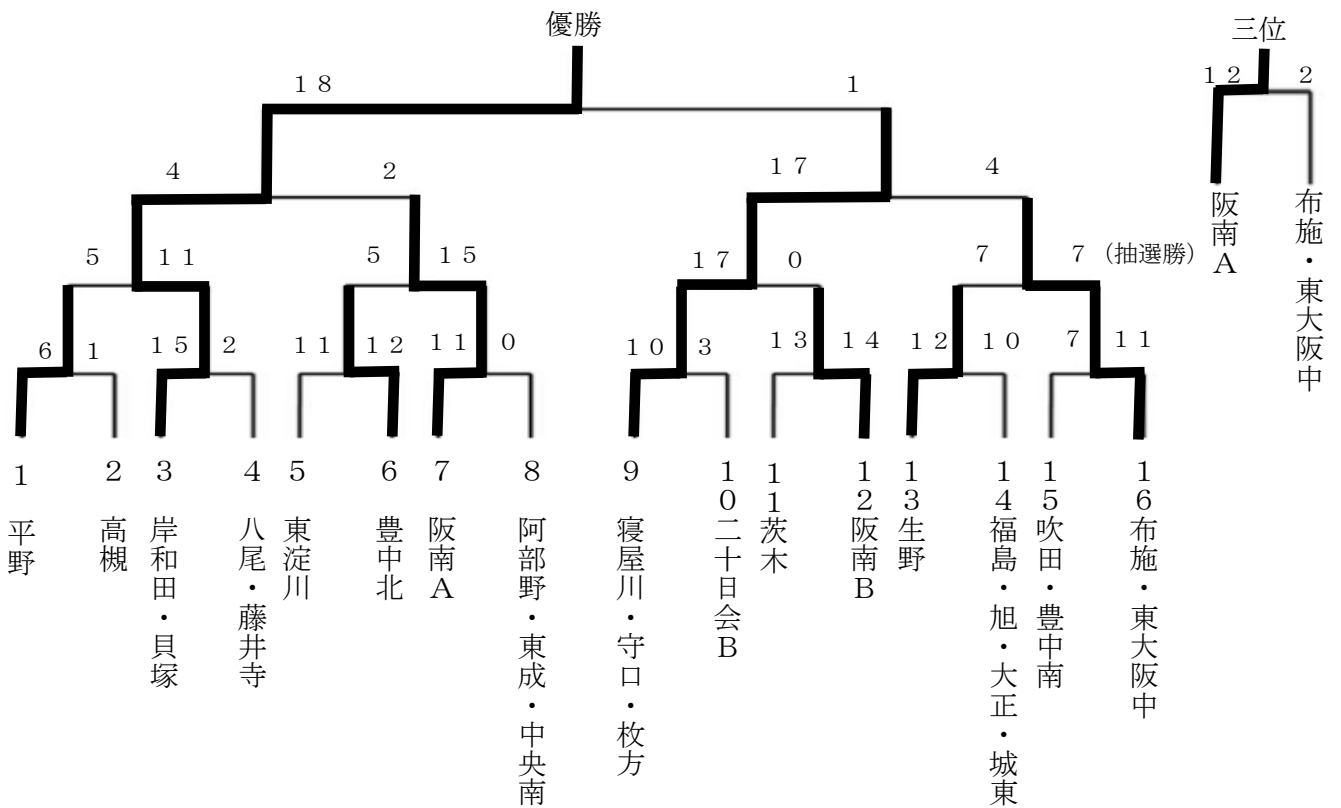 優勝
三位
１８
１
１２
２
４
２
１７
４
阪南Ａ
布施・東大阪中
５
１１
５
１５
１７
０
７
７
（抽選勝）
６
１
１５
２
１１
１２
１１
０
１０
３
１３
１４
１２
１０
７
１１
１ 平野
２ 高槻
３ 岸和田・貝塚
４ 八尾・藤井寺
５ 東淀川
６ 豊中北
７ 阪南Ａ
８ 阿部野・東成・中央南
９ 寝屋川・守口・枚方
１０ 二十日会Ｂ
１１ 茨木
１２ 阪南Ｂ
１３ 生野
１４ 福島・旭・大正・城東
１５ 吹田・豊中南
１６ 布施・東大阪中